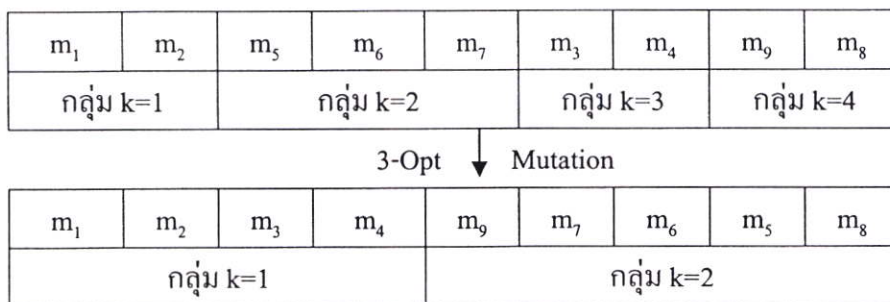 m₁ m₂ m₅ m₆ m₇ m₃ m₄ m₉ m₈
กลุ่ม k=1 กลุ่ม k=2 กลุ่ม k=3 กลุ่ม k=4
3-Opt Mutation
m₁ m₂ m₃ m₄ m₉ m₇ m₆ m₅ m₈
กลุ่ม k=1 กลุ่ม k=2